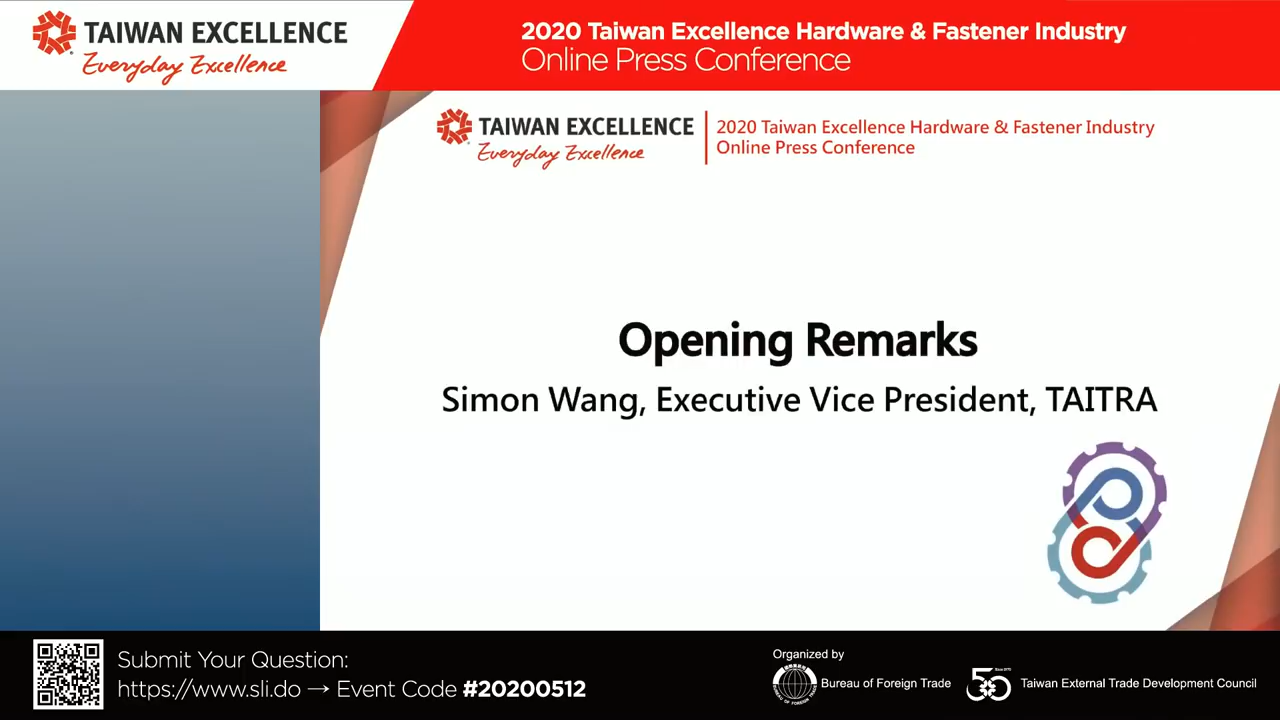 TAIWAN EXCELLENCE
Everyday Excellence
2020 Taiwan Excellence Hardware & Fastener Industry
Online Press Conference
TAIWAN EXCELLENCE
Everyday Excellence
2020 Taiwan Excellence Hardware & Fastener Industry
Online Press Conference
Opening Remarks
Simon Wang, Executive Vice President, TAITRA
Submit Your Question:
https://www.sli.do → Event Code #20200512
Organized by
Bureau of Foreign Trade
50
Taiwan External Trade Development Council